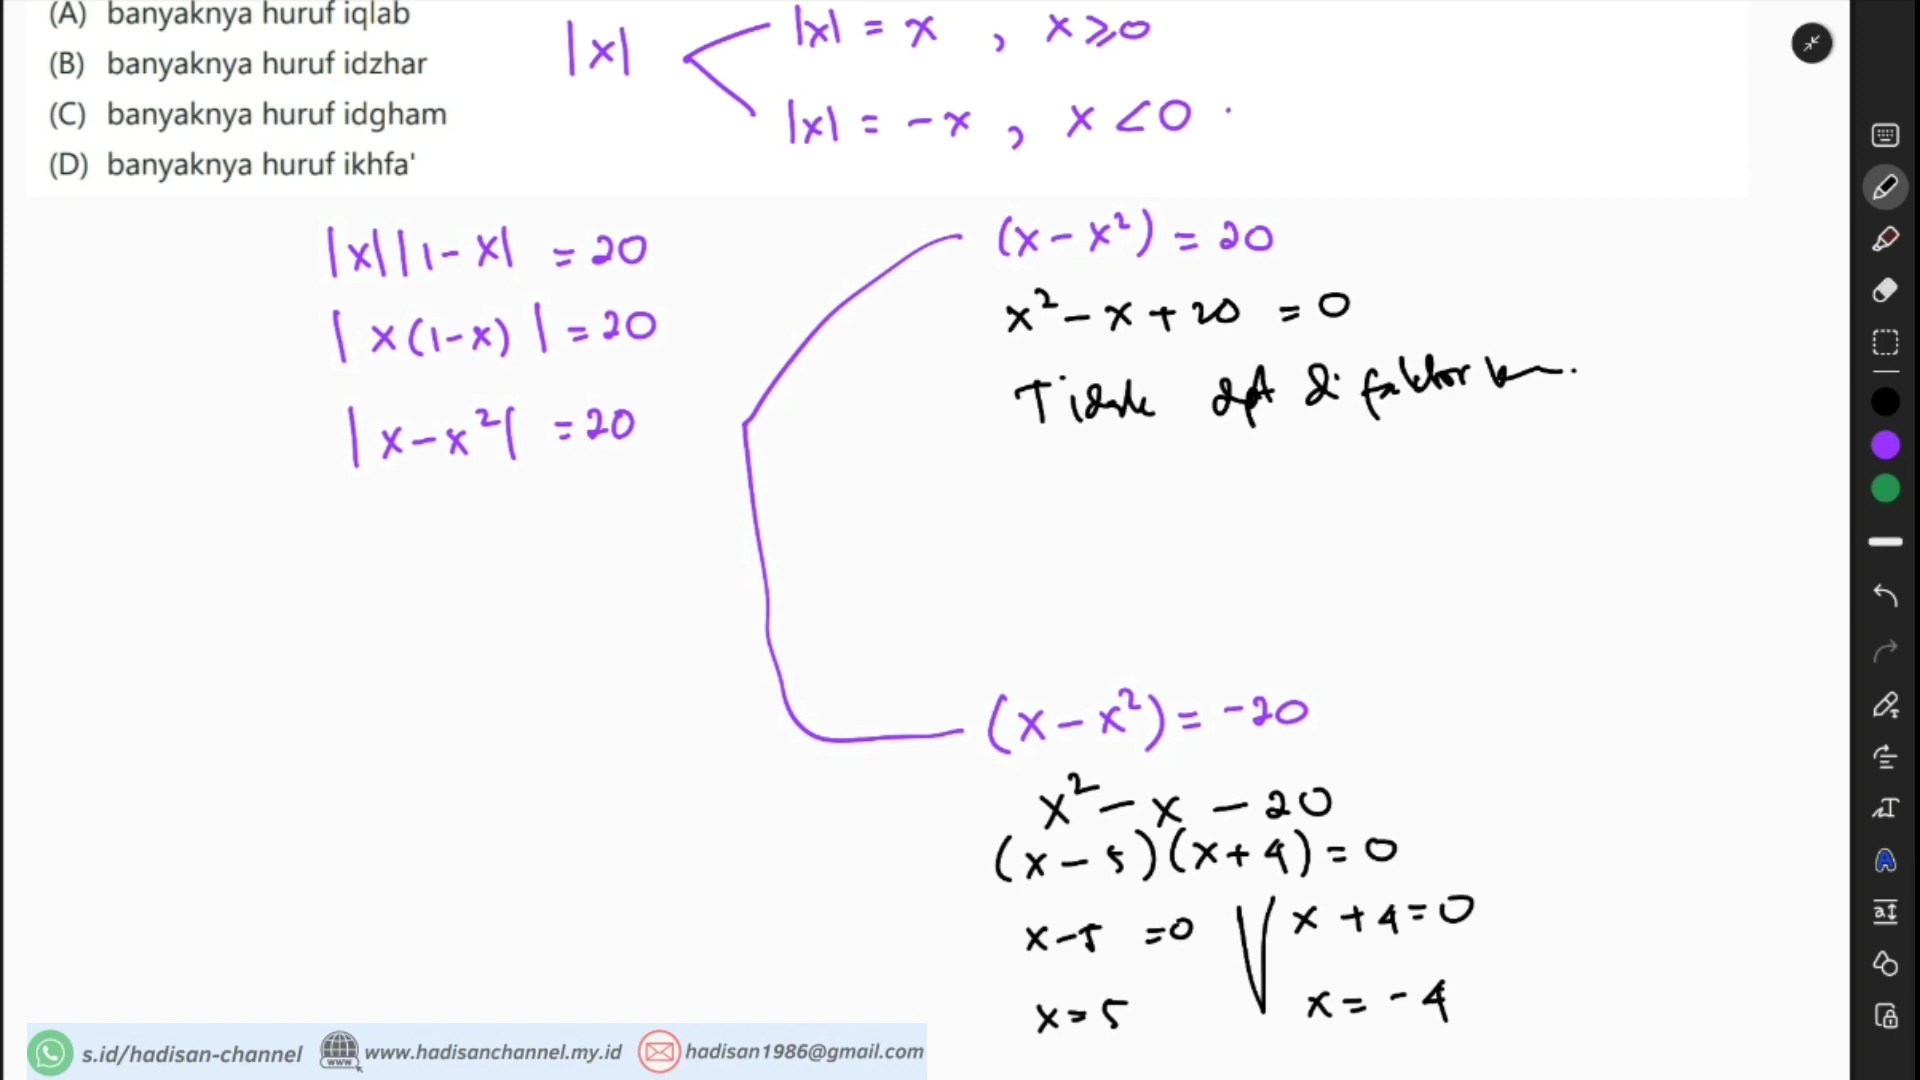 (A) banyaknya huruf iqlab
(B) banyaknya huruf idzhar
(C) banyaknya huruf idgham
(D) banyaknya huruf ikhfa'
|x|
|x| = x , x ⩾ 0
|x| = -x , x < 0 .
|x||1-x| = 20
|x(1-x)| = 20
|x-x²| = 20
(x-x²) = 20
x²-x+20 = 0
Tidak dpt difaktorkan.
(x-x²) = -20
x²-x-20
(x-5)(x+4)=0
x-5 =0 V x+4=0
x=5 x=-4
s.id/hadisan-channel www.hadisanchannel.my.id hadisan1986@gmail.com